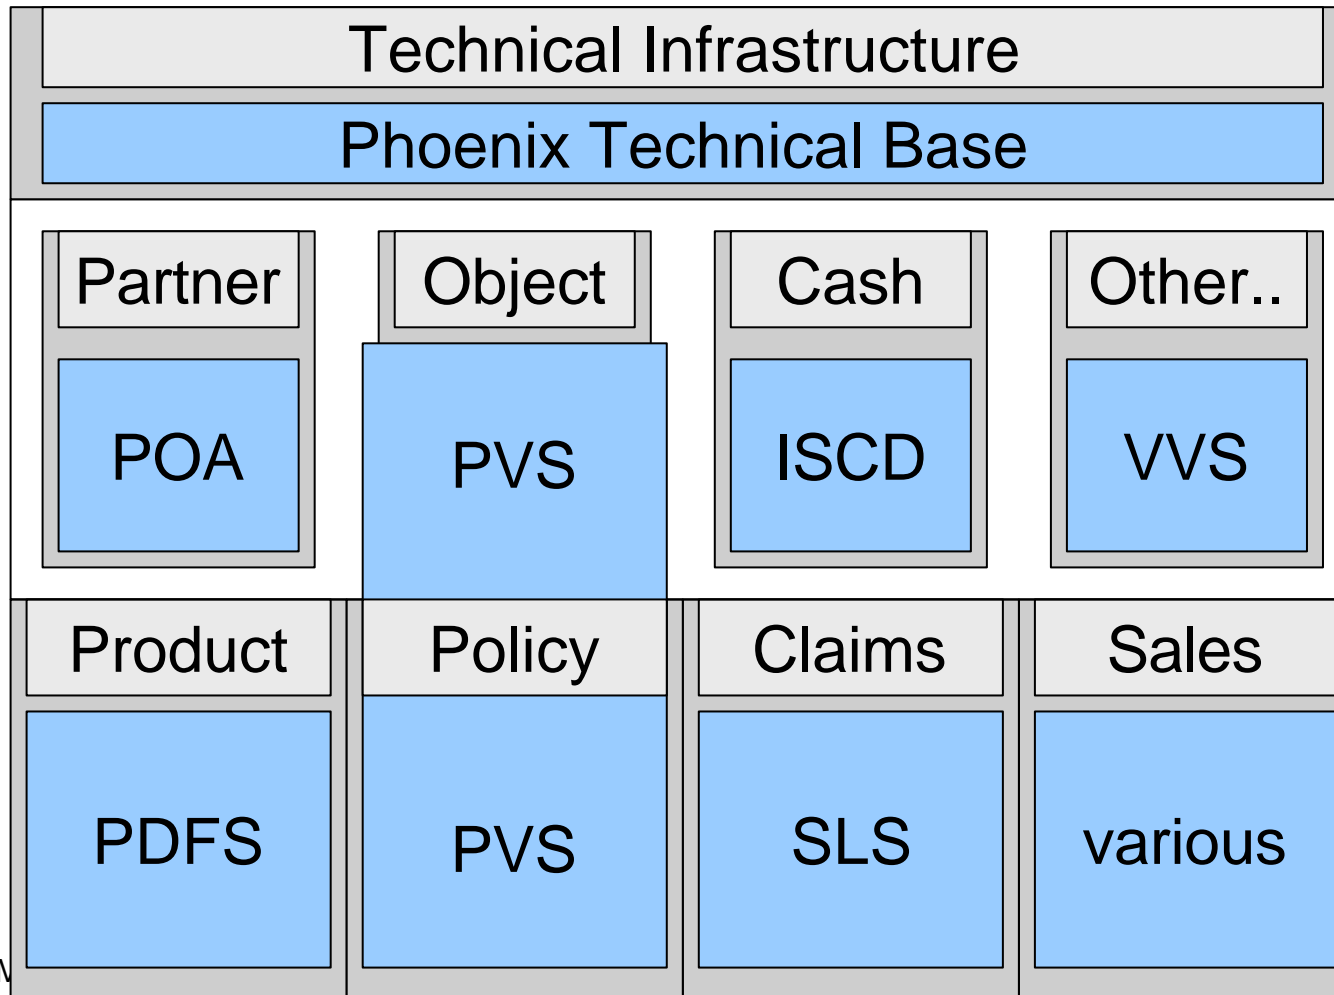 Technical Infrastructure
Phoenix Technical Base
Partner Object Cash Other..
POA PVS ISCD VVS
Product Policy Claims Sales
PDFS PVS SLS various